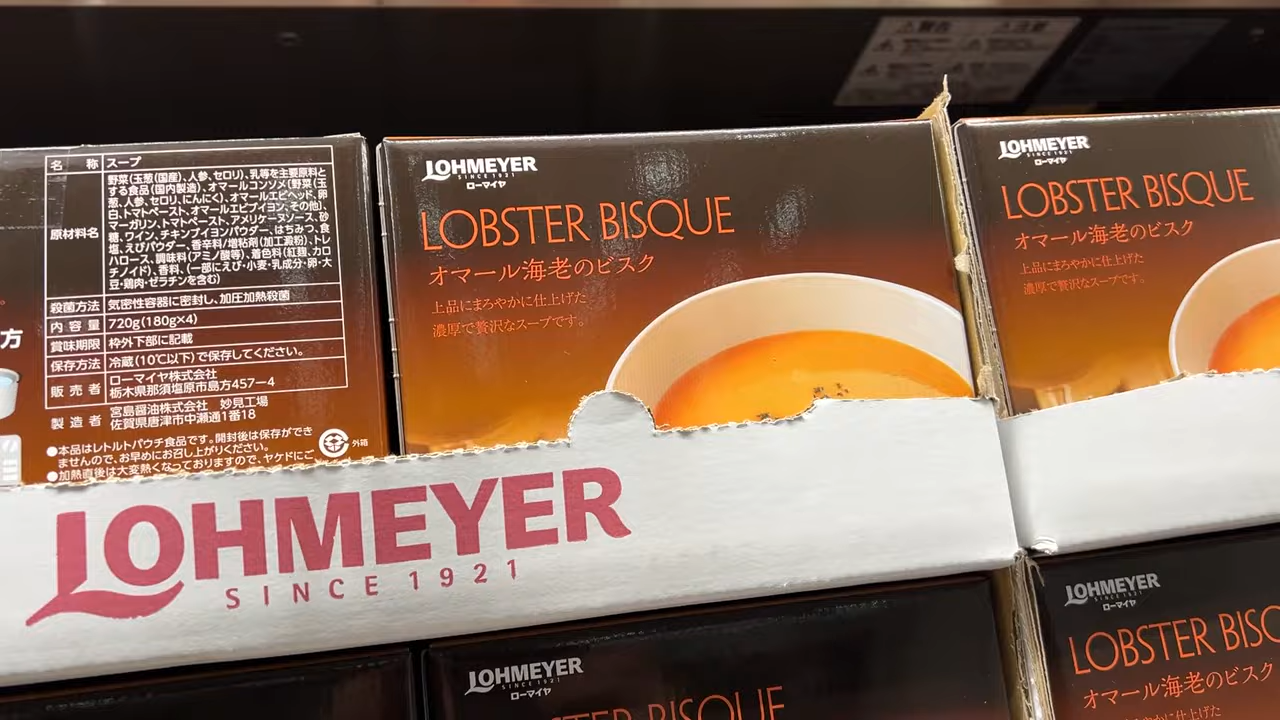 名 称 スープ
原材料名
野菜(玉葱(国産)、人参、セロリ)、乳等を主要原料と
する食品(国内製造)、オマールコンソメ(野菜(玉
葱、人参、セロリ、にんにく)、オマールエビヘッド、卵
白、トマトペースト、オマールエビブイヨン、その他)、
マーガリン、トマトペースト、アメリケーヌソース、砂
糖、ワイン、チキンブイヨンパウダー、はちみつ、食
塩、えびパウダー、香辛料/増粘剤(加工澱粉)、トレ
ハロース、調味料(アミノ酸等)、着色料(紅麹、カロ
チノイド)、香料、(一部にえび・小麦・乳成分・卵・大
豆・鶏肉・ゼラチンを含む)
殺菌方法 気密性容器に密封し、加圧加熱殺菌
内容量 720g(180g×4)
賞味期限 枠外下部に記載
保存方法 冷蔵(10℃以下)で保存してください。
販売者 ローマイヤ株式会社
栃木県那須塩原市島方457-4
製造者 宮島醤油株式会社 妙見工場
佐賀県唐津市中瀬通1番18
●本品はレトルトパウチ食品です。開封後は保存ができ
ませんので、お早めにお召し上がりください。
●加熱直後は大変熱くなっておりますので、ヤケドにご
外箱
方
LOHMEYER
SINCE 1921
ローマイヤ
LOBSTER BISQUE
オマール海老のビスク
上品にまろやかに仕上げた
濃厚で贅沢なスープです。
LOHMEYER
SINCE 1921
ローマイヤ
LOBSTER BISQUE
オマール海老のビスク
上品にまろやかに仕上げた
濃厚で贅沢なスープです。
LOHMEYER
SINCE 1921
LOHMEYER
SINCE 1921
ローマイヤ
STER BISQUE
LOHMEYER
SINCE 1921
ローマイヤ
LOBSTER BISQ
オマール海老のビスク
上品にまろやかに仕上げた